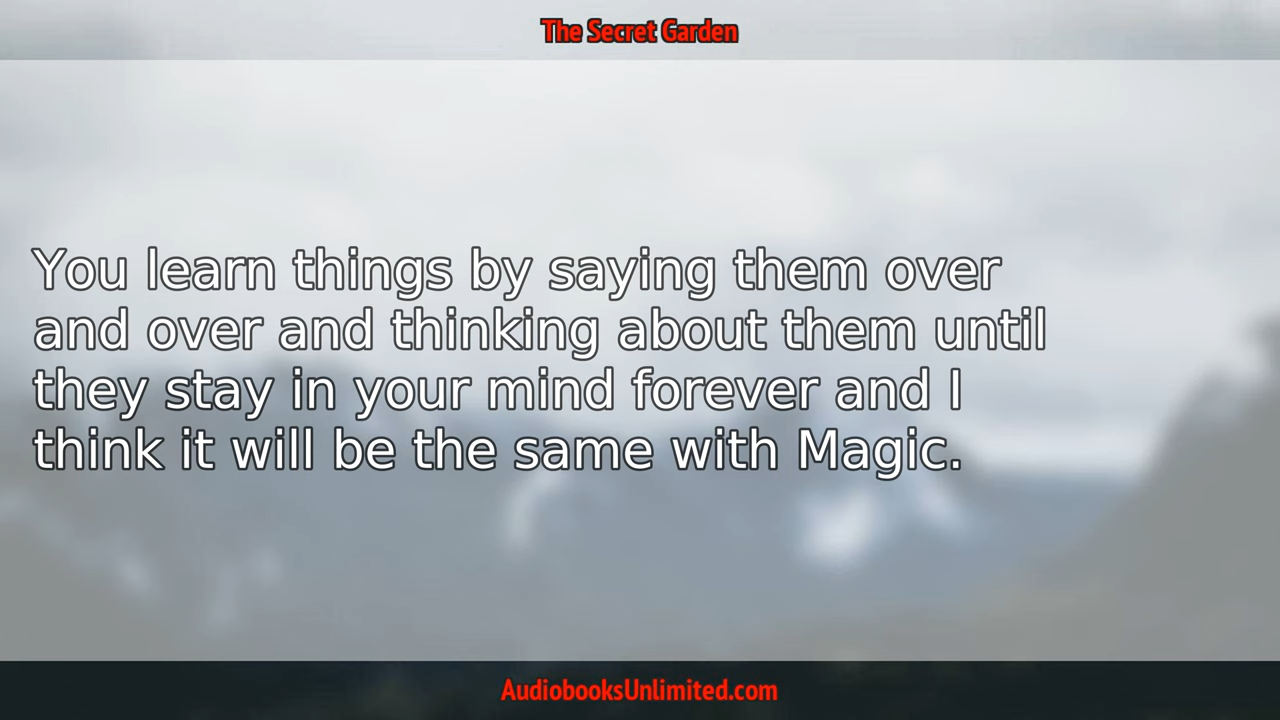 The Secret Garden
You learn things by saying them over
and over and thinking about them until
they stay in your mind forever and I
think it will be the same with Magic.
AudiobooksUnlimited.com